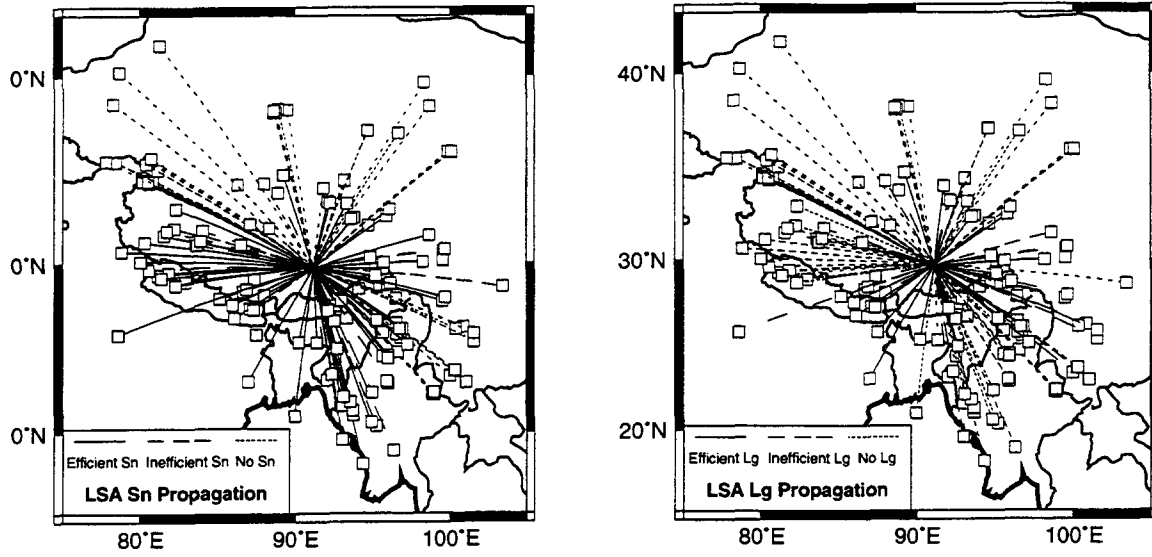 0°N
0°N
0°N
Efficient Sn Inefficient Sn No Sn
LSA Sn Propagation
80°E 90°E 100°E
40°N
30°N
20°N
Efficient Lg Inefficient Lg No Lg
LSA Lg Propagation
80°E 90°E 100°E